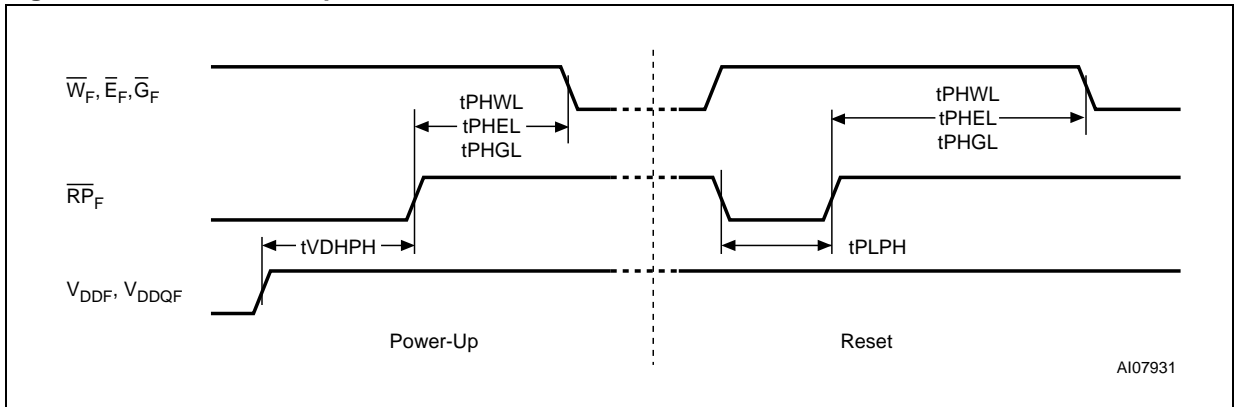 W̅F, E̅F,G̅F
tPHWL
tPHEL
tPHGL
tPHWL
tPHEL
tPHGL
R̅P̅F
tVDHPH
tPLPH
VDDF, VDDQF
Power-Up
Reset
AI07931